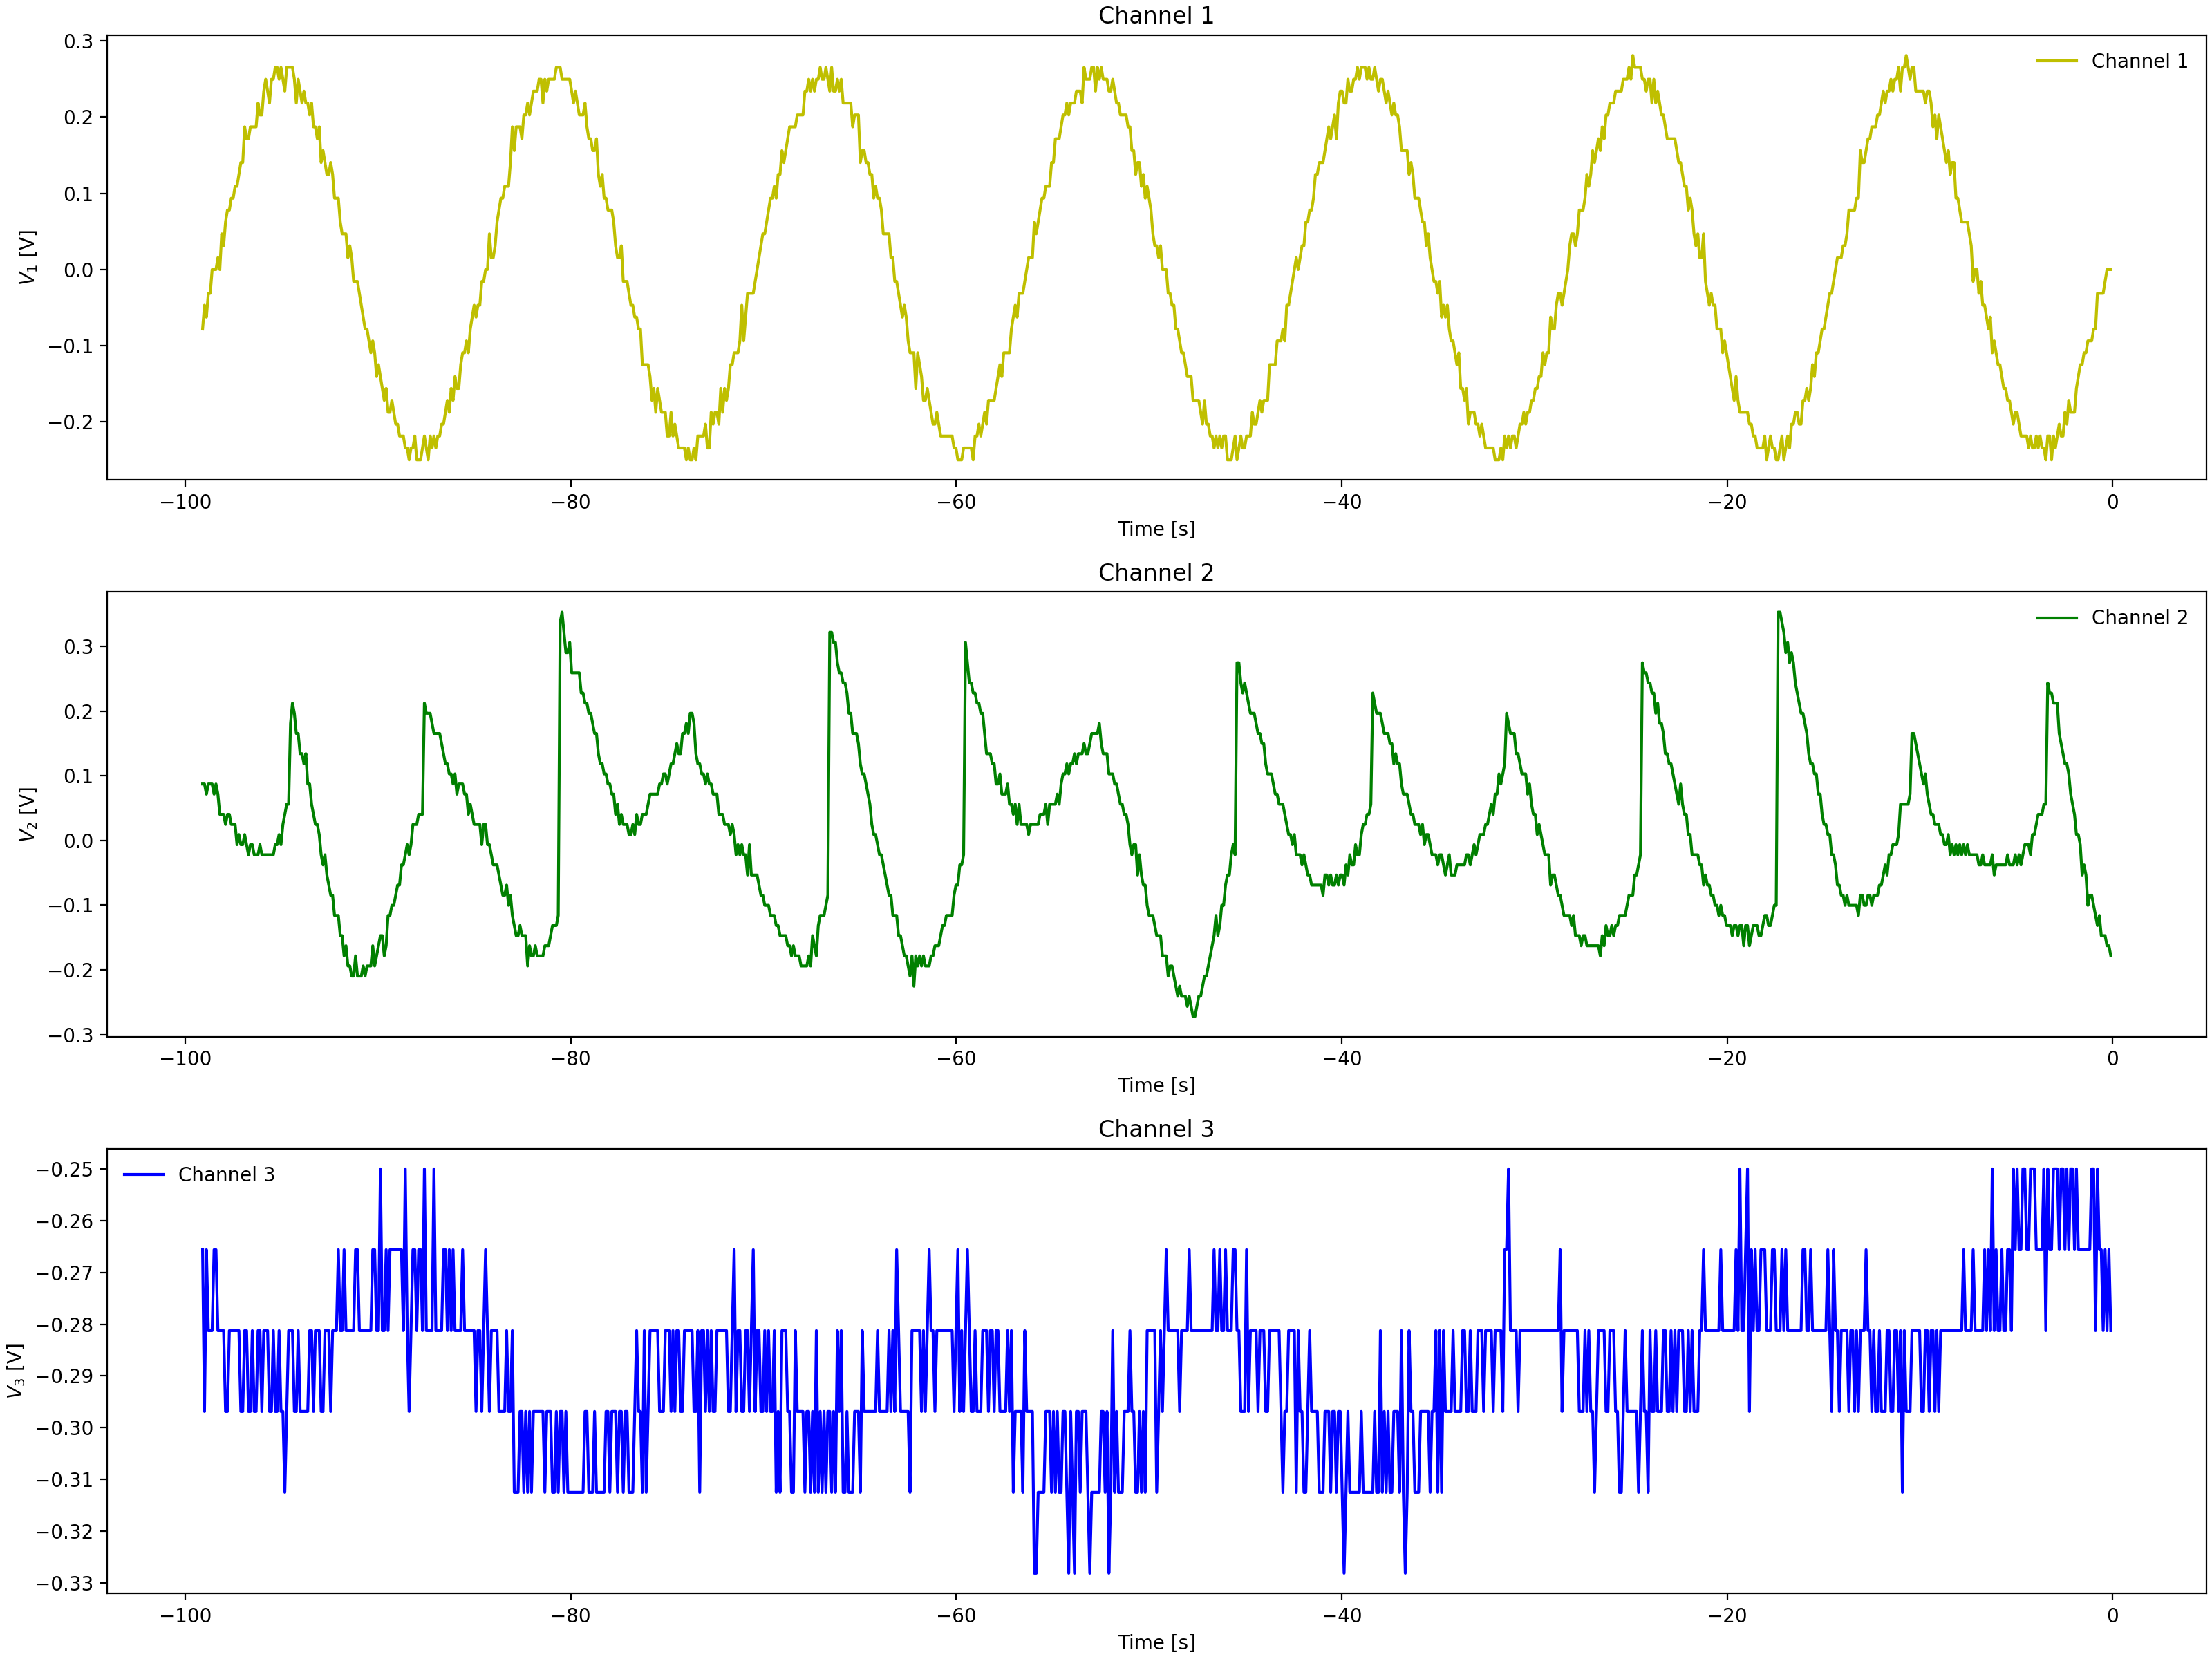 Channel 1
Channel 1
0.3
0.2
0.1
0.0
−0.1
−0.2
V₁ [V]
−100 −80 −60 −40 −20 0
Time [s]
Channel 2
Channel 2
0.3
0.2
0.1
0.0
−0.1
−0.2
−0.3
V₂ [V]
−100 −80 −60 −40 −20 0
Time [s]
Channel 3
Channel 3
−0.25
−0.26
−0.27
−0.28
−0.29
−0.30
−0.31
−0.32
−0.33
V₃ [V]
−100 −80 −60 −40 −20 0
Time [s]